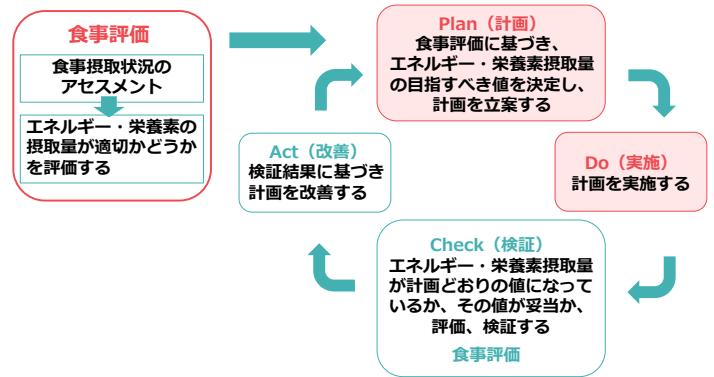 食事評価
食事摂取状況の
アセスメント
エネルギー・栄養素の
摂取量が適切かどうか
を評価する
Plan（計画）
食事評価に基づき、
エネルギー・栄養素摂取量
の目指すべき値を決定し、
計画を立案する
Do（実施）
計画を実施する
Check（検証）
エネルギー・栄養素摂取量
が計画どおりの値になって
いるか、その値が妥当か、
評価、検証する
食事評価
Act（改善）
検証結果に基づき
計画を改善する